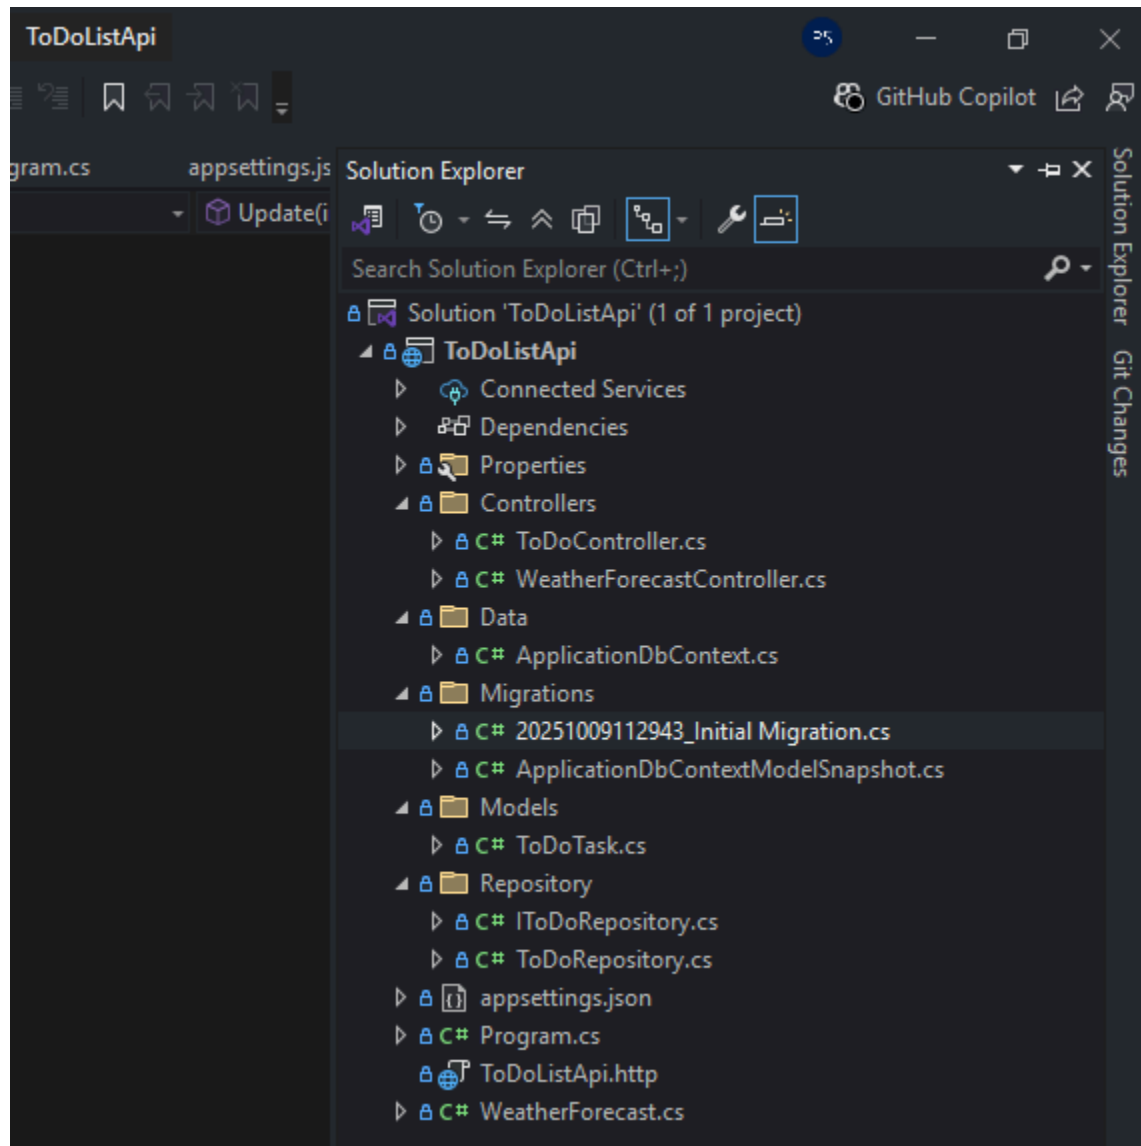 ToDoListApi
GitHub Copilot
gram.cs
appsettings.js
Update(i
Solution Explorer
Search Solution Explorer (Ctrl+;)
Solution 'ToDoListApi' (1 of 1 project)
ToDoListApi
Connected Services
Dependencies
Properties
Controllers
C# ToDoController.cs
C# WeatherForecastController.cs
Data
C# ApplicationDbContext.cs
Migrations
C# 20251009112943_Initial Migration.cs
C# ApplicationDbContextModelSnapshot.cs
Models
C# ToDoTask.cs
Repository
C# IToDoRepository.cs
C# ToDoRepository.cs
appsettings.json
C# Program.cs
ToDoListApi.http
C# WeatherForecast.cs
Solution Explorer
Git Changes